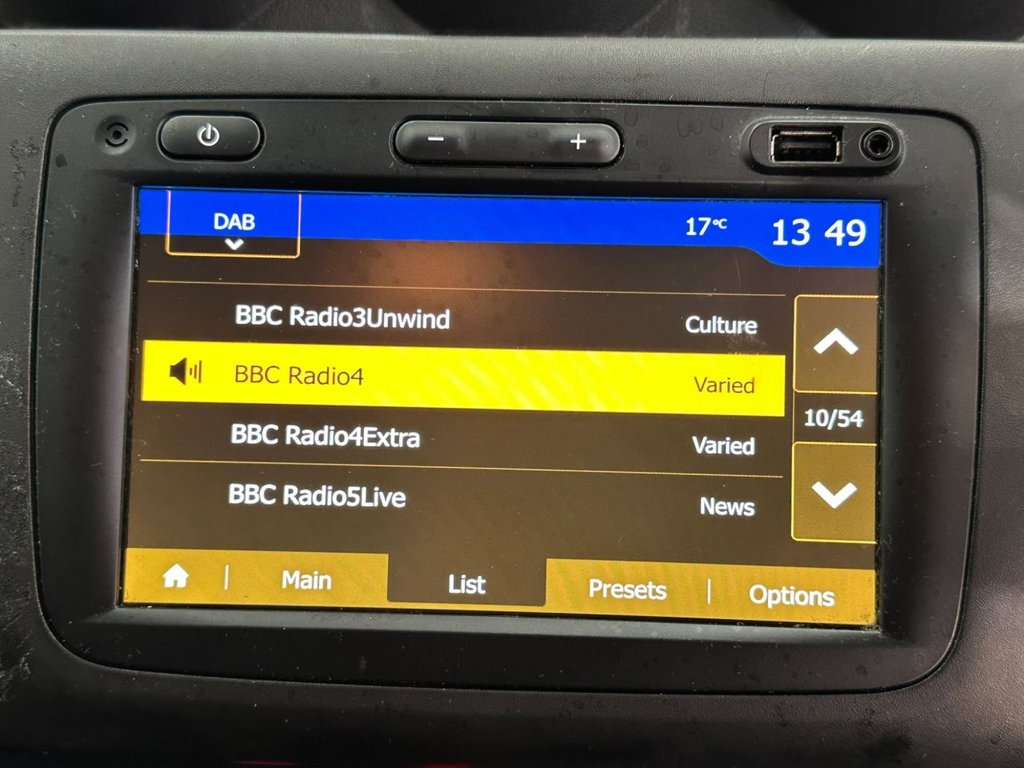 − +
DAB 17°C 13 49
BBC Radio3Unwind Culture
BBC Radio4 Varied
10/54
BBC Radio4Extra Varied
BBC Radio5Live News
Main | List Presets | Options